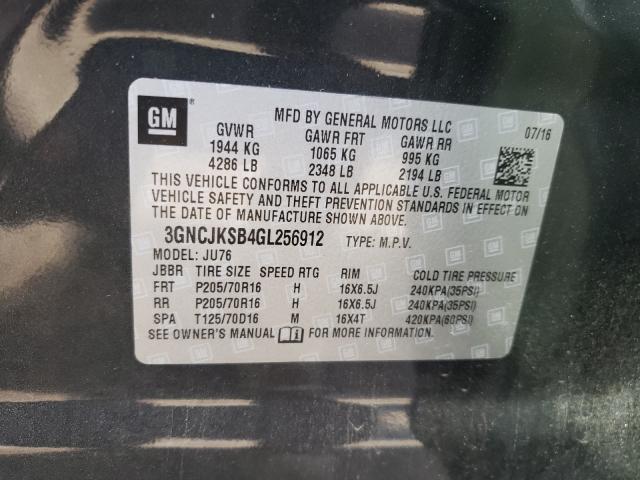 GM ®
MFD BY GENERAL MOTORS LLC
07/16
GVWR GAWR FRT GAWR RR
1944 KG 1065 KG 995 KG
4286 LB 2348 LB 2194 LB
THIS VEHICLE CONFORMS TO ALL APPLICABLE U.S. FEDERAL MOTOR
VEHICLE SAFETY AND THEFT PREVENTION STANDARDS IN EFFECT ON
THE DATE OF MANUFACTURE SHOWN ABOVE.
3GNCJKSB4GL256912 TYPE: M.P.V.
MODEL: JU76
JBBR TIRE SIZE SPEED RTG RIM COLD TIRE PRESSURE
FRT P205/70R16 H 16X6.5J 240KPA(35PSI)
RR P205/70R16 H 16X6.5J 240KPA(35PSI)
SPA T125/70D16 M 16X4T 420KPA(60PSI)
SEE OWNER'S MANUAL i FOR MORE INFORMATION.